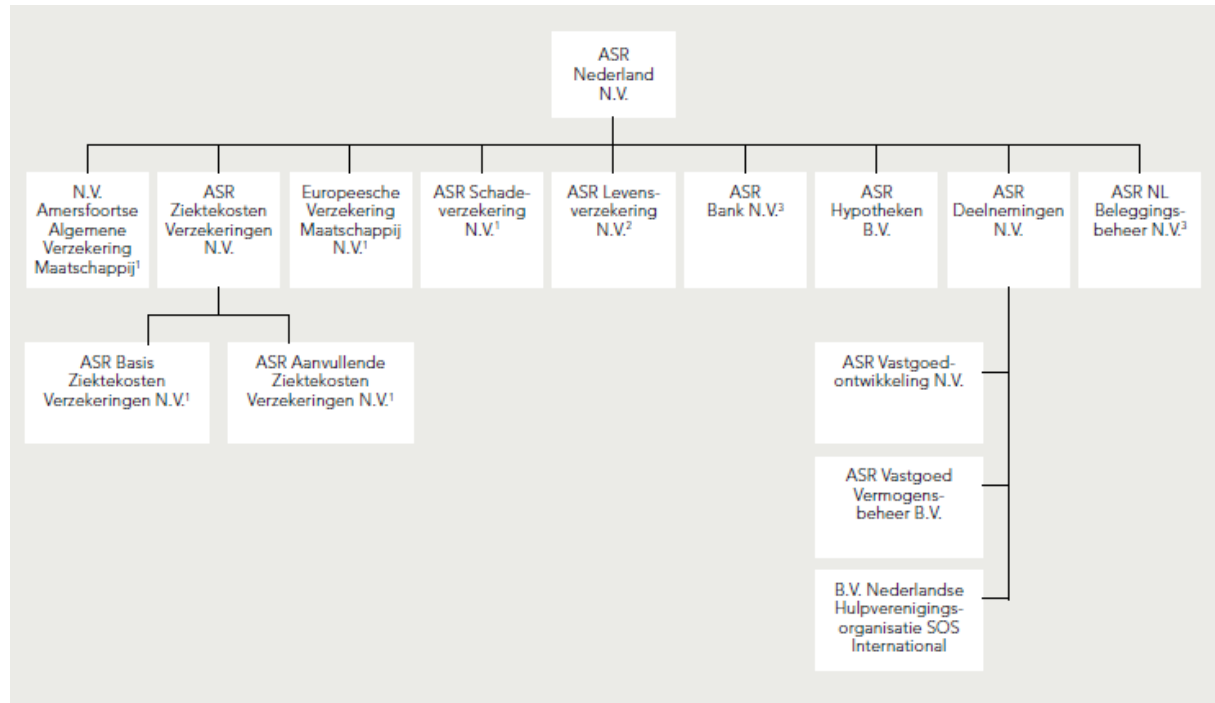 ASR
Nederland
N.V.
N.V.
Amersfoortse
Algemene
Verzekering
Maatschappij¹
ASR
Ziektekosten
Verzekeringen
N.V.
Europeesche
Verzekering
Maatschappij
N.V.¹
ASR Schade-
verzekering
N.V.¹
ASR Levens-
verzekering
N.V.²
ASR
Bank N.V.³
ASR
Hypotheken
B.V.
ASR
Deelnemingen
N.V.
ASR NL
Beleggings-
beheer N.V.³
ASR Basis
Ziektekosten
Verzekeringen N.V.¹
ASR Aanvullende
Ziektekosten
Verzekeringen N.V.¹
ASR Vastgoed-
ontwikkeling N.V.
ASR Vastgoed
Vermogens-
beheer B.V.
B.V. Nederlandse
Hulpverenigings-
organisatie SOS
International